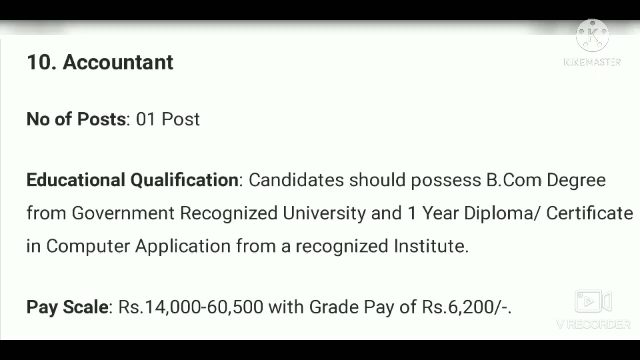 KINEMASTER
10. Accountant
No of Posts: 01 Post
Educational Qualification: Candidates should possess B.Com Degree
from Government Recognized University and 1 Year Diploma/ Certificate
in Computer Application from a recognized Institute.
Pay Scale: Rs.14,000-60,500 with Grade Pay of Rs.6,200/-.
V RECORDER